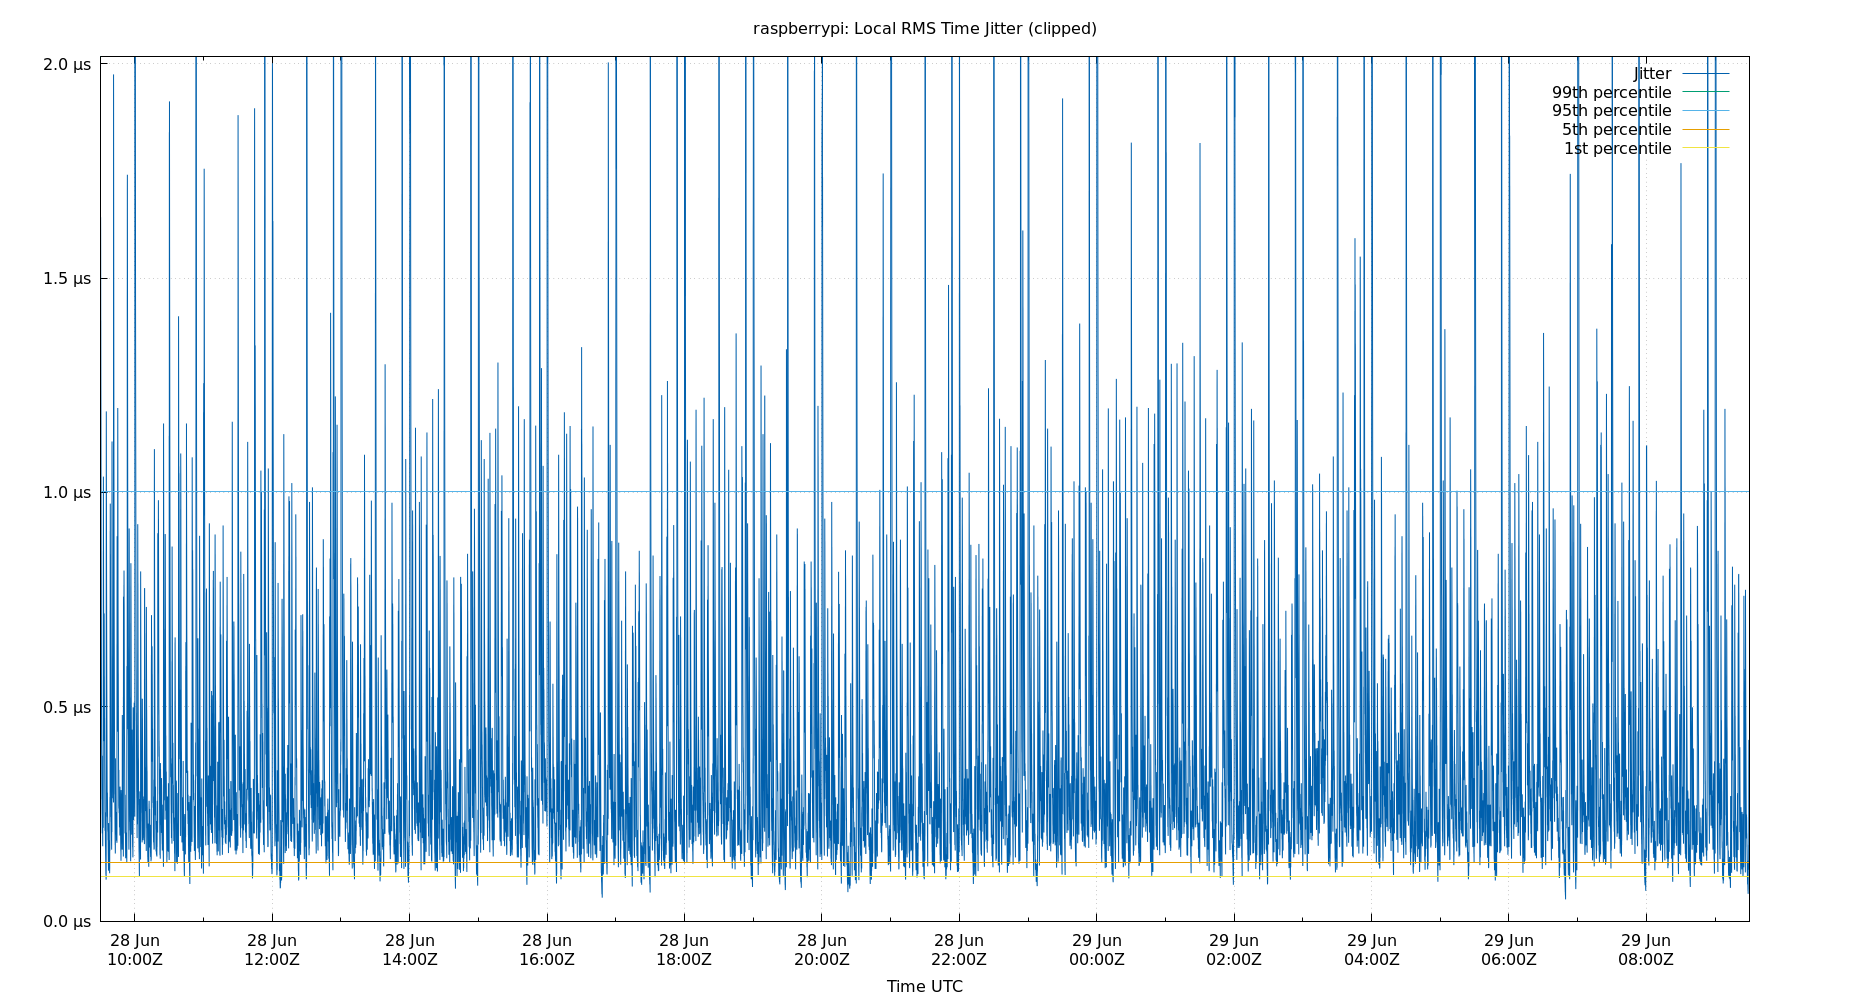 raspberrypi: Local RMS Time Jitter (clipped)
2.0 µs
1.5 µs
1.0 µs
0.5 µs
0.0 µs
Jitter
99th percentile
95th percentile
5th percentile
1st percentile
28 Jun 28 Jun 28 Jun 28 Jun 28 Jun 28 Jun 28 Jun 29 Jun 29 Jun 29 Jun 29 Jun 29 Jun
10:00Z 12:00Z 14:00Z 16:00Z 18:00Z 20:00Z 22:00Z 00:00Z 02:00Z 04:00Z 06:00Z 08:00Z
Time UTC